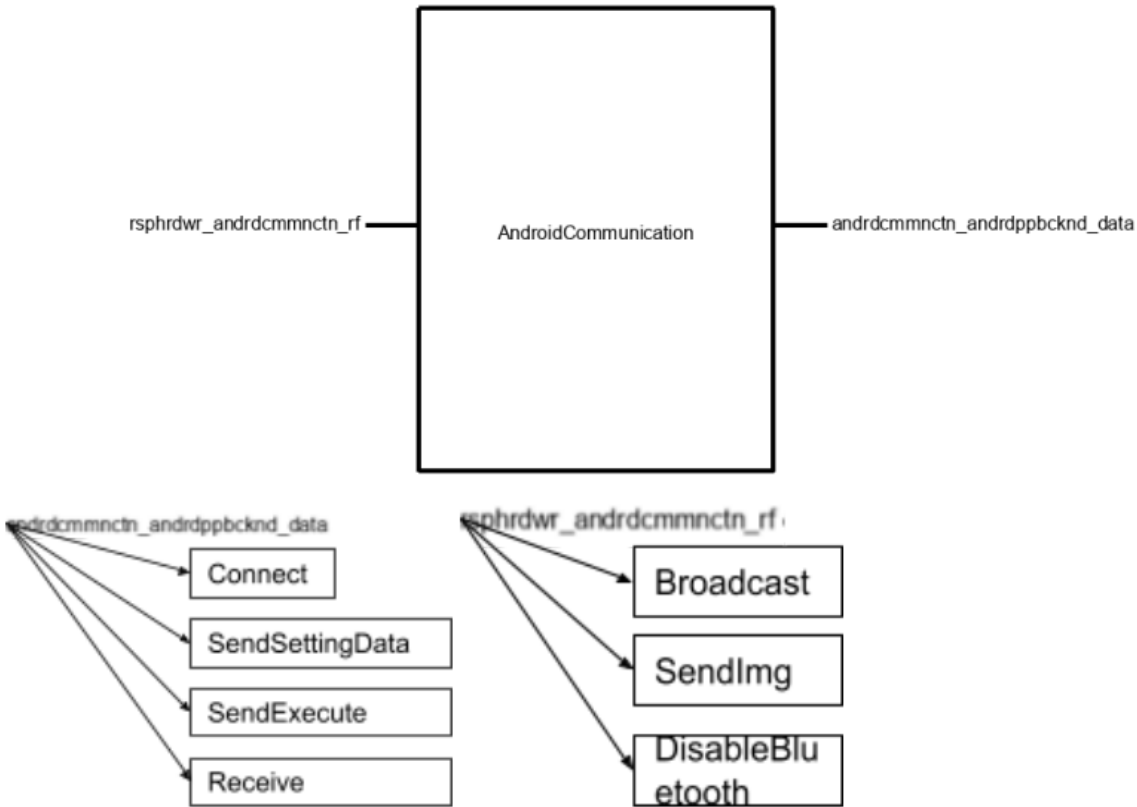 rsphrdwr_andrdcmmnctn_rf
AndroidCommunication
andrdcmmnctn_andrdppbcknd_data
andrdcmmnctn_andrdppbcknd_data
Connect
SendSettingData
SendExecute
Receive
rsphrdwr_andrdcmmnctn_rf
Broadcast
SendImg
DisableBlu
etooth